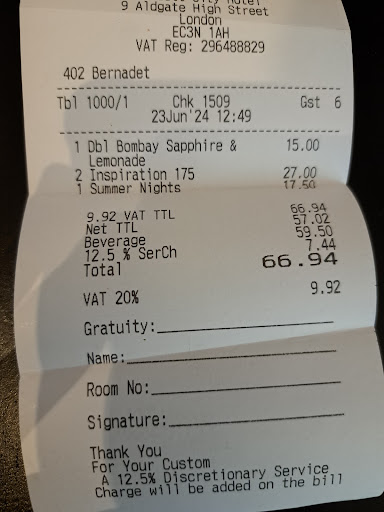 City Hotel
9 Aldgate High Street
London
EC3N 1AH
VAT Reg: 296488829
402 Bernadet
Tbl 1000/1 Chk 1509 Gst 6
23Jun'24 12:49
1 Dbl Bombay Sapphire & 15.00
Lemonade
2 Inspiration 175 27.00
1 Summer Nights 17.50
9.92 VAT TTL 66.94
Net TTL 57.02
Beverage 59.50
12.5 % SerCh 7.44
Total 66.94
VAT 20% 9.92
Gratuity:
Name:
Room No:
Signature:
Thank You
For Your Custom
A 12.5% Discretionary Service
Charge will be added on the bill